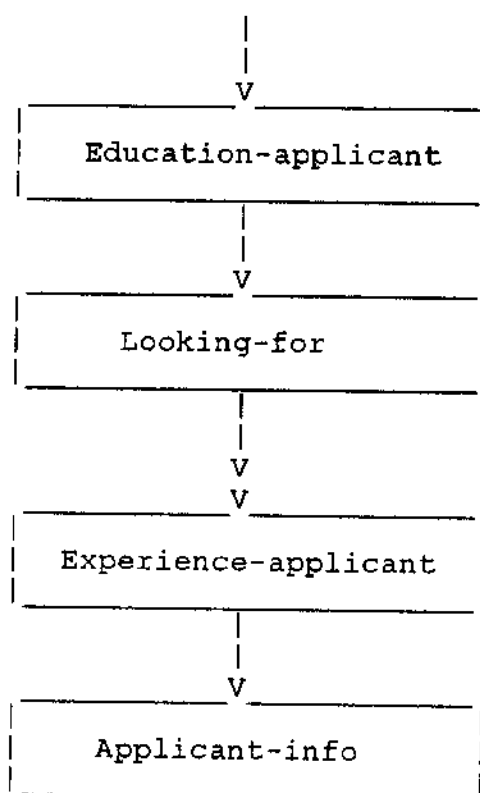 V
Education-applicant
V
Looking-for
V
V
Experience-applicant
V
Applicant-info